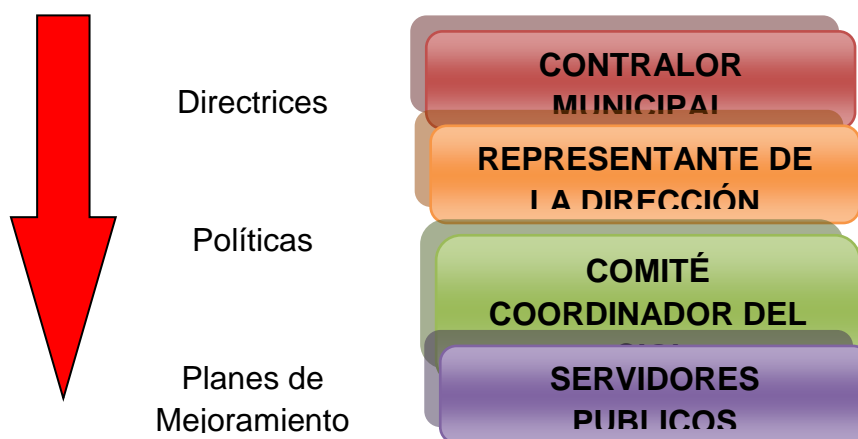 CONTRALOR
MUNICIPAL
Directrices
REPRESENTANTE DE
LA DIRECCIÓN
Políticas
COMITÉ
COORDINADOR DEL
SERVIDORES
PUBLICOS
Planes de
Mejoramiento